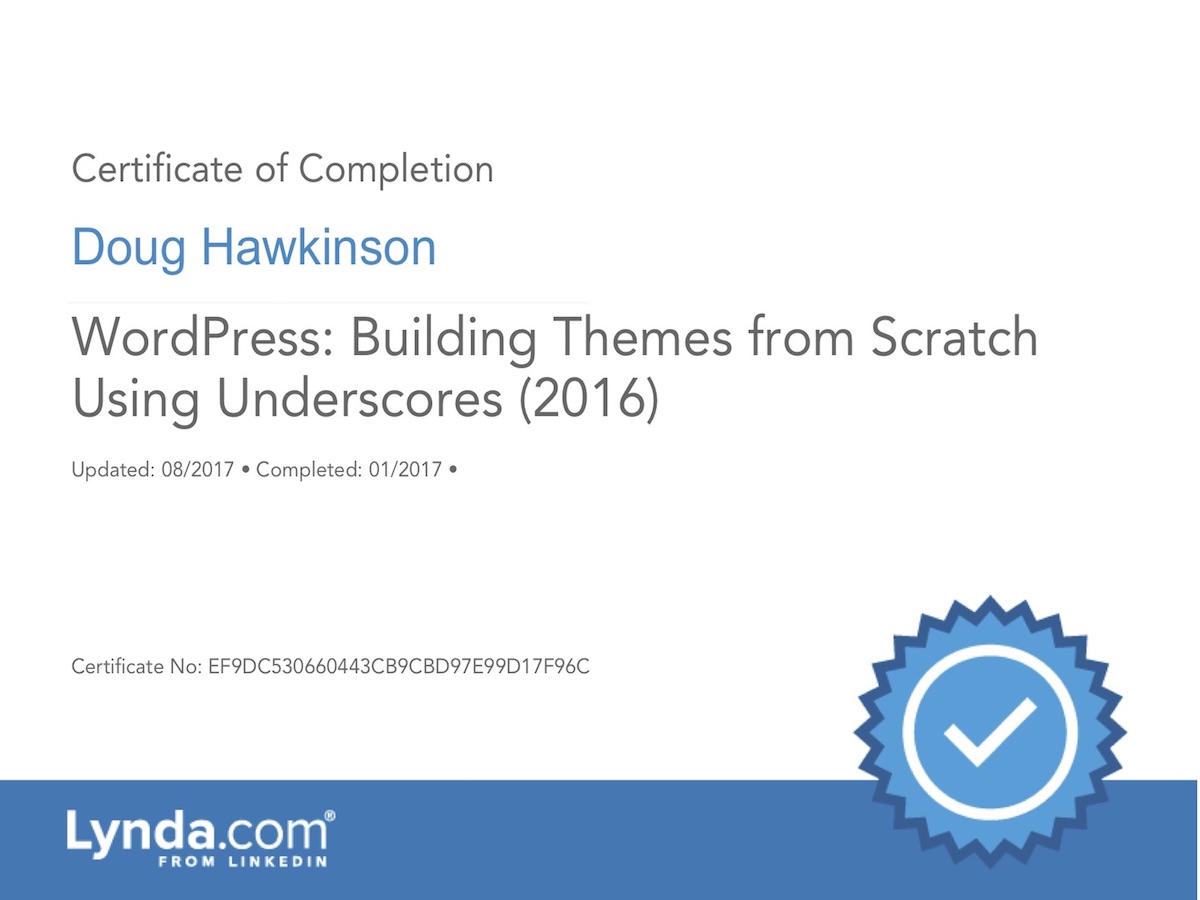 Certificate of Completion
Doug Hawkinson
WordPress: Building Themes from Scratch
Using Underscores (2016)
Updated: 08/2017 • Completed: 01/2017 •
Certificate No: EF9DC530660443CB9CBD97E99D17F96C
Lynda.com®
FROM LINKEDIN